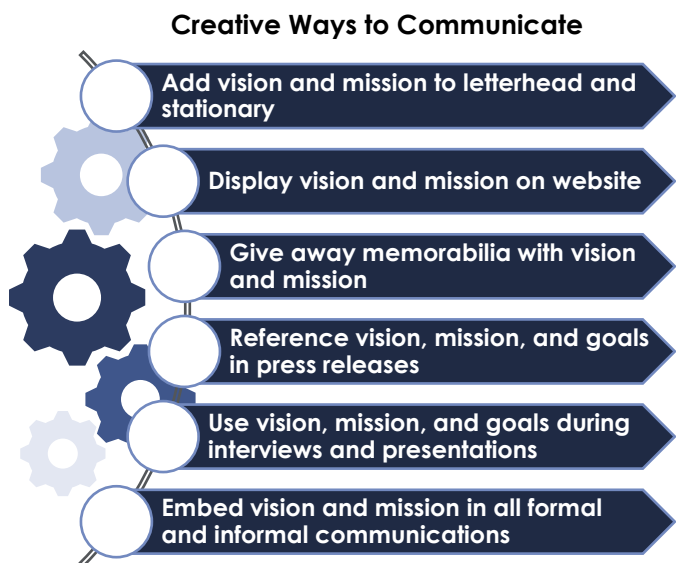 Creative Ways to Communicate
Add vision and mission to letterhead and
stationary
Display vision and mission on website
Give away memorabilia with vision
and mission
Reference vision, mission, and goals
in press releases
Use vision, mission, and goals during
interviews and presentations
Embed vision and mission in all formal
and informal communications